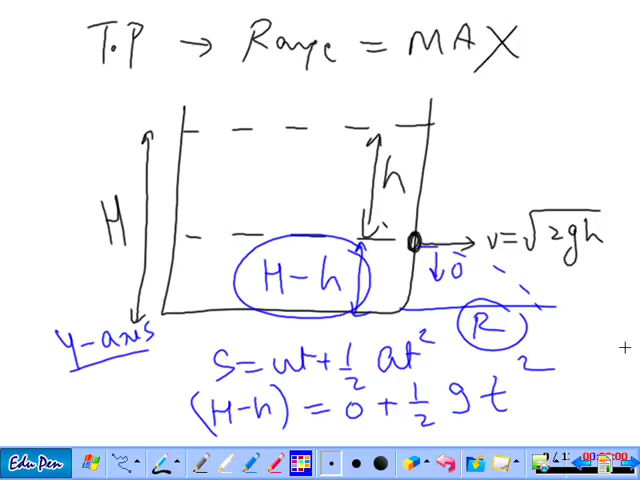 T.P → Range = MAX
h
H
v=√2gh
H-h
0
R
y-axis
S=ut+1/2 at²
(H-h) = 0 + 1/2 g t²
Edu Pen